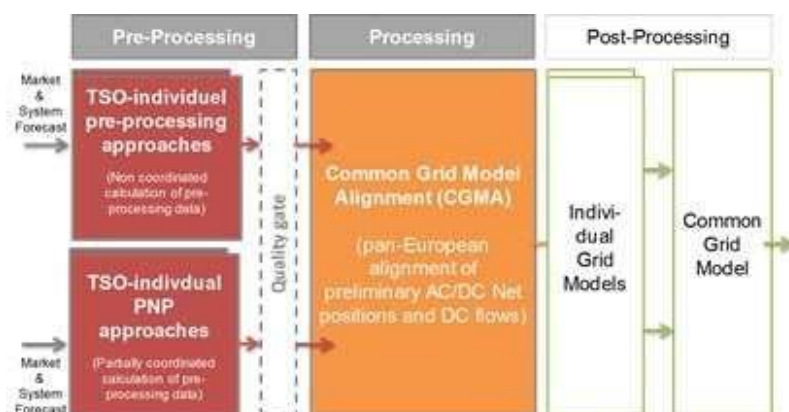 Pre-Processing
Processing
Post-Processing
Market
&
System
Forecast
TSO-individuel
pre-processing
approaches
(Non coordinated
calculation of pre-
processing data)
Quality gate
Common Grid Model
Alignment (CGMA)
(pan-European
alignment of
preliminary AC/DC Net
positions and DC flows)
Indivi-
dual
Grid
Models
Common
Grid
Model
TSO-indivdual
PNP
approaches
(Partially coordinated
calculation of pre-
processing data)
Market
&
System
Forecast